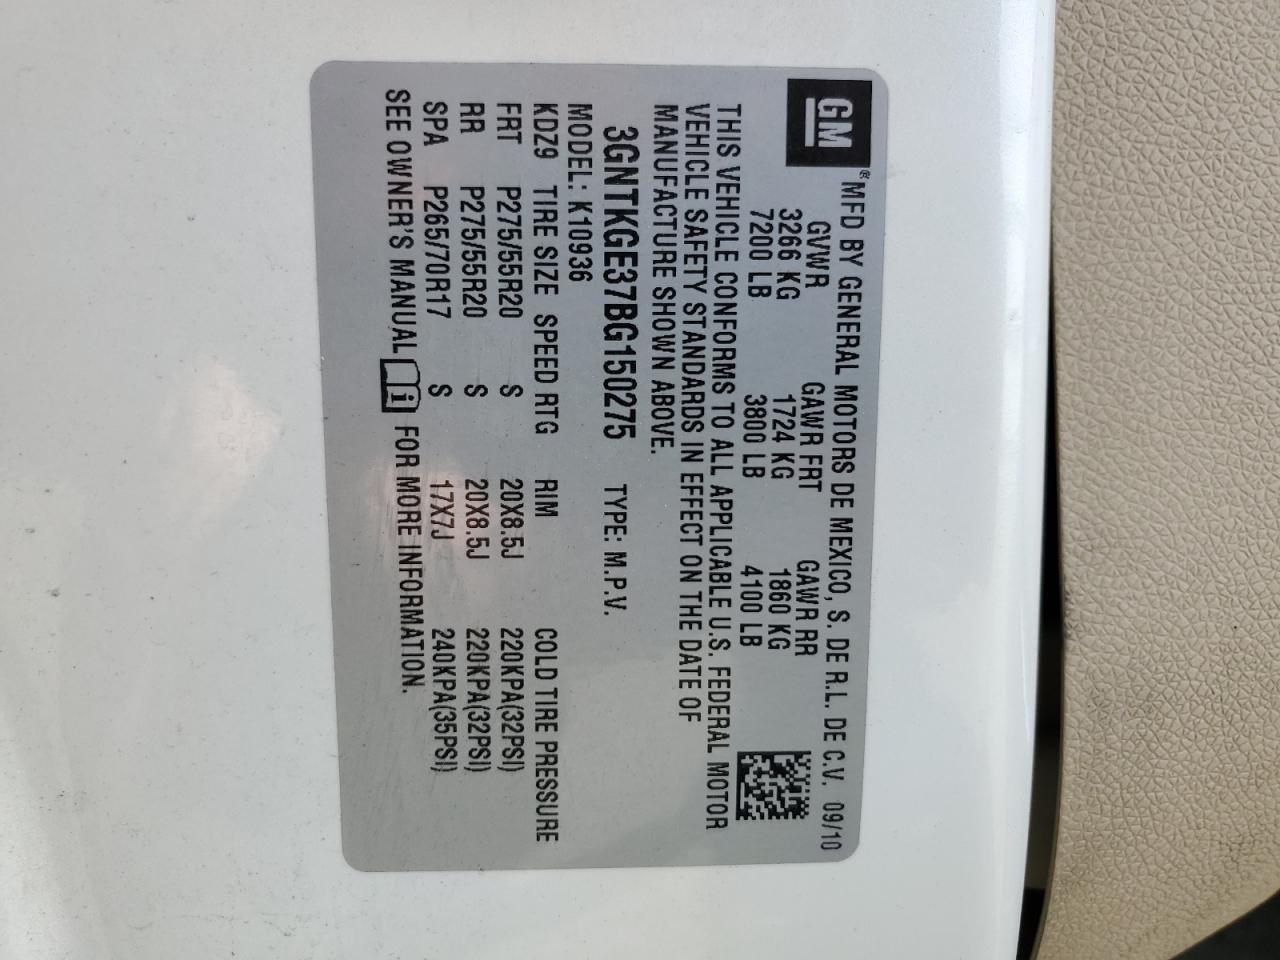 GM
® MFD BY GENERAL MOTORS DE MEXICO, S. DE R.L. DE C.V. 09/10
GVWR GAWR FRT GAWR RR
3266 KG 1724 KG 1860 KG
7200 LB 3800 LB 4100 LB
THIS VEHICLE CONFORMS TO ALL APPLICABLE U.S. FEDERAL MOTOR
VEHICLE SAFETY STANDARDS IN EFFECT ON THE DATE OF
MANUFACTURE SHOWN ABOVE.
3GNTKGE37BG150275 TYPE: M.P.V.
MODEL: K10936
KDZ9 TIRE SIZE SPEED RTG RIM COLD TIRE PRESSURE
FRT P275/55R20 S 20X8.5J 220KPA(32PSI)
RR P275/55R20 S 20X8.5J 220KPA(32PSI)
SPA P265/70R17 S 17X7J 240KPA(35PSI)
SEE OWNER'S MANUAL i FOR MORE INFORMATION.